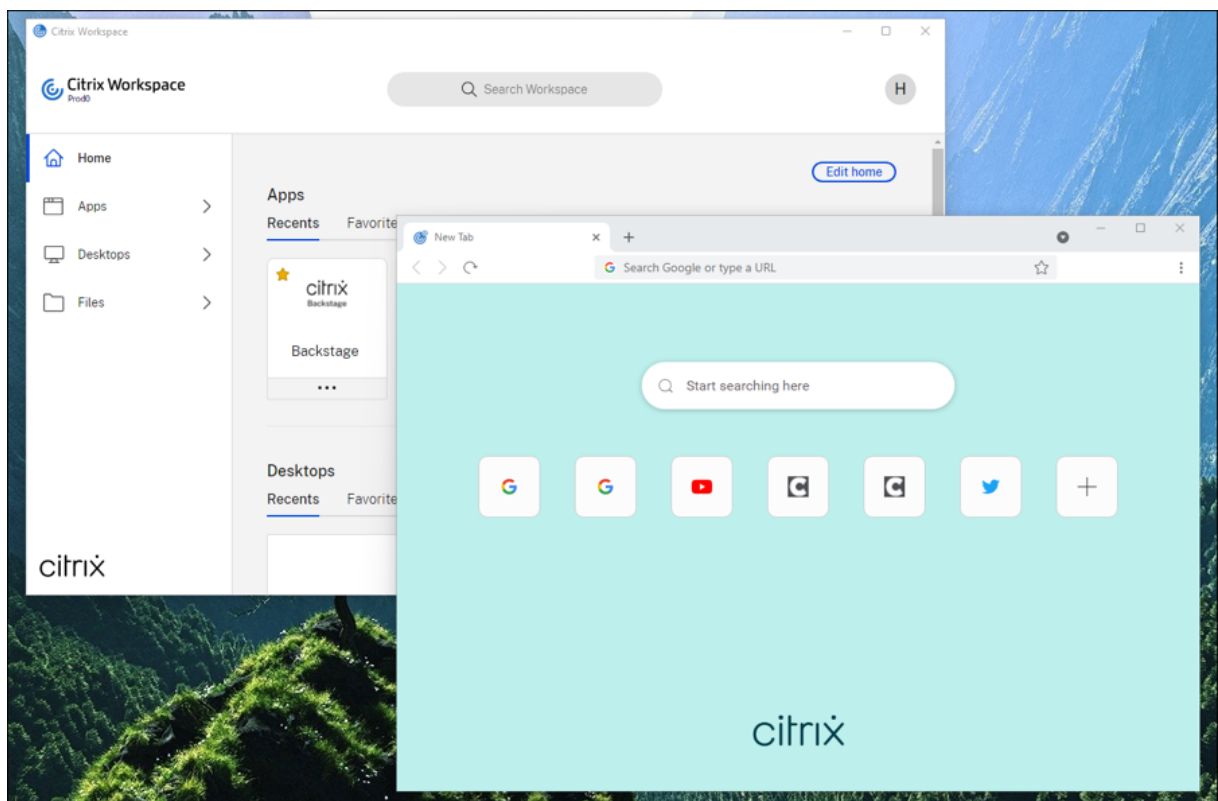 Citrix Workspace
Citrix Workspace
Prod0
Search Workspace
H
Home
Apps
Desktops
Files
citrix
Edit home
Apps
Recents Favorite
citrix
Backstage
Backstage
Desktops
Recents Favorite
New Tab
Search Google or type a URL
Start searching here
citrix